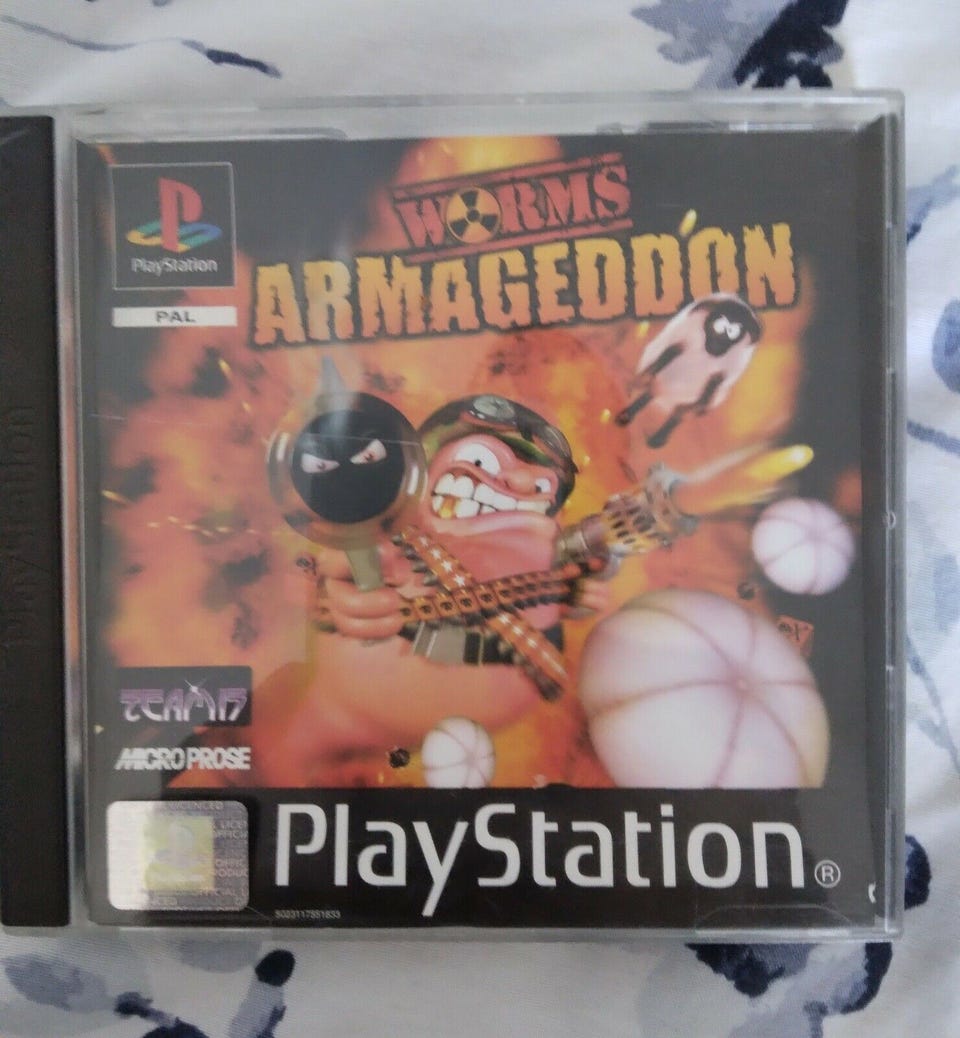 PlayStation
PAL
WORMS
ARMAGEDDON
TEAM17
MICROPROSE
PlayStation®